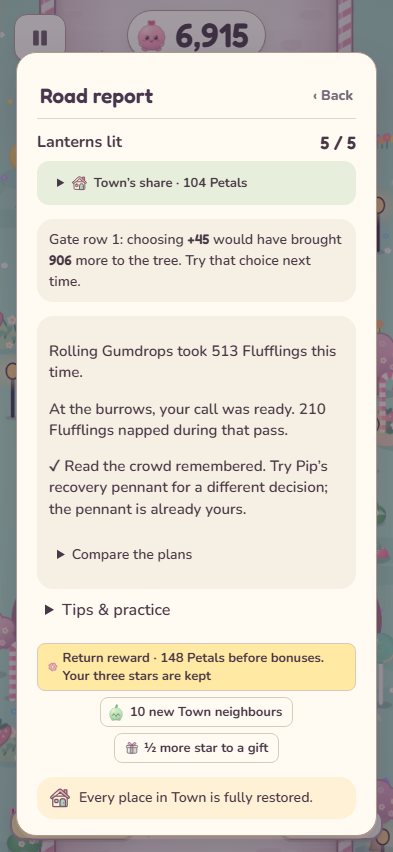 6,915
Road report
‹ Back
Lanterns lit
5 / 5
▶ Town's share · 104 Petals
Gate row 1: choosing +45 would have brought
906 more to the tree. Try that choice next
time.
Rolling Gumdrops took 513 Flufflings this
time.
At the burrows, your call was ready. 210
Flufflings napped during that pass.
✓ Read the crowd remembered. Try Pip's
recovery pennant for a different decision;
the pennant is already yours.
▶ Compare the plans
▶ Tips & practice
Return reward · 148 Petals before bonuses.
Your three stars are kept
10 new Town neighbours
½ more star to a gift
Every place in Town is fully restored.